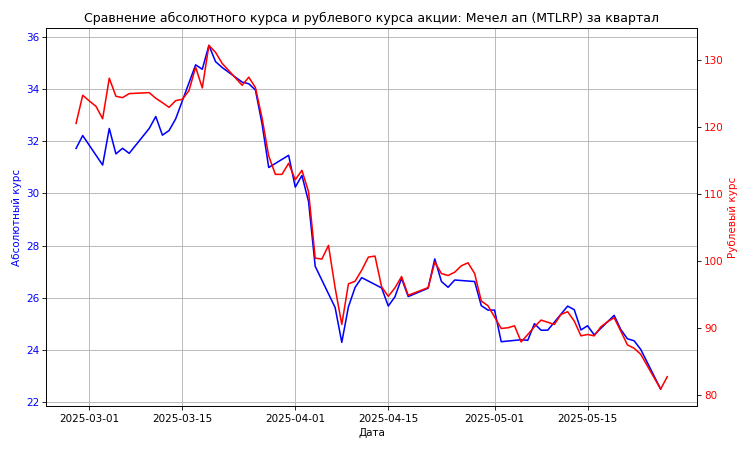 Сравнение абсолютного курса и рублевого курса акции: Мечел ап (MTLRP) за квартал
36
34
32
30
28
26
24
22
Абсолютный курс
130
120
110
100
90
80
Рублевый курс
2025-03-01 2025-03-15 2025-04-01 2025-04-15 2025-05-01 2025-05-15
Дата